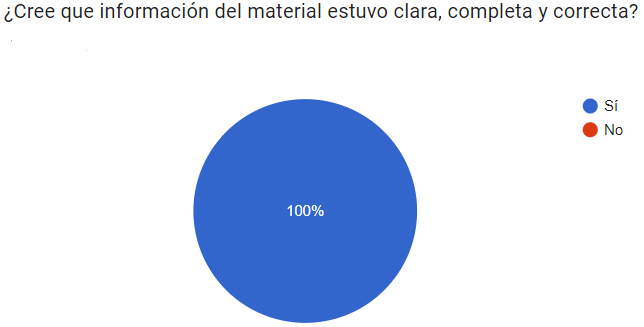 ¿Cree que información del material estuvo clara, completa y correcta?
Sí
No
100%